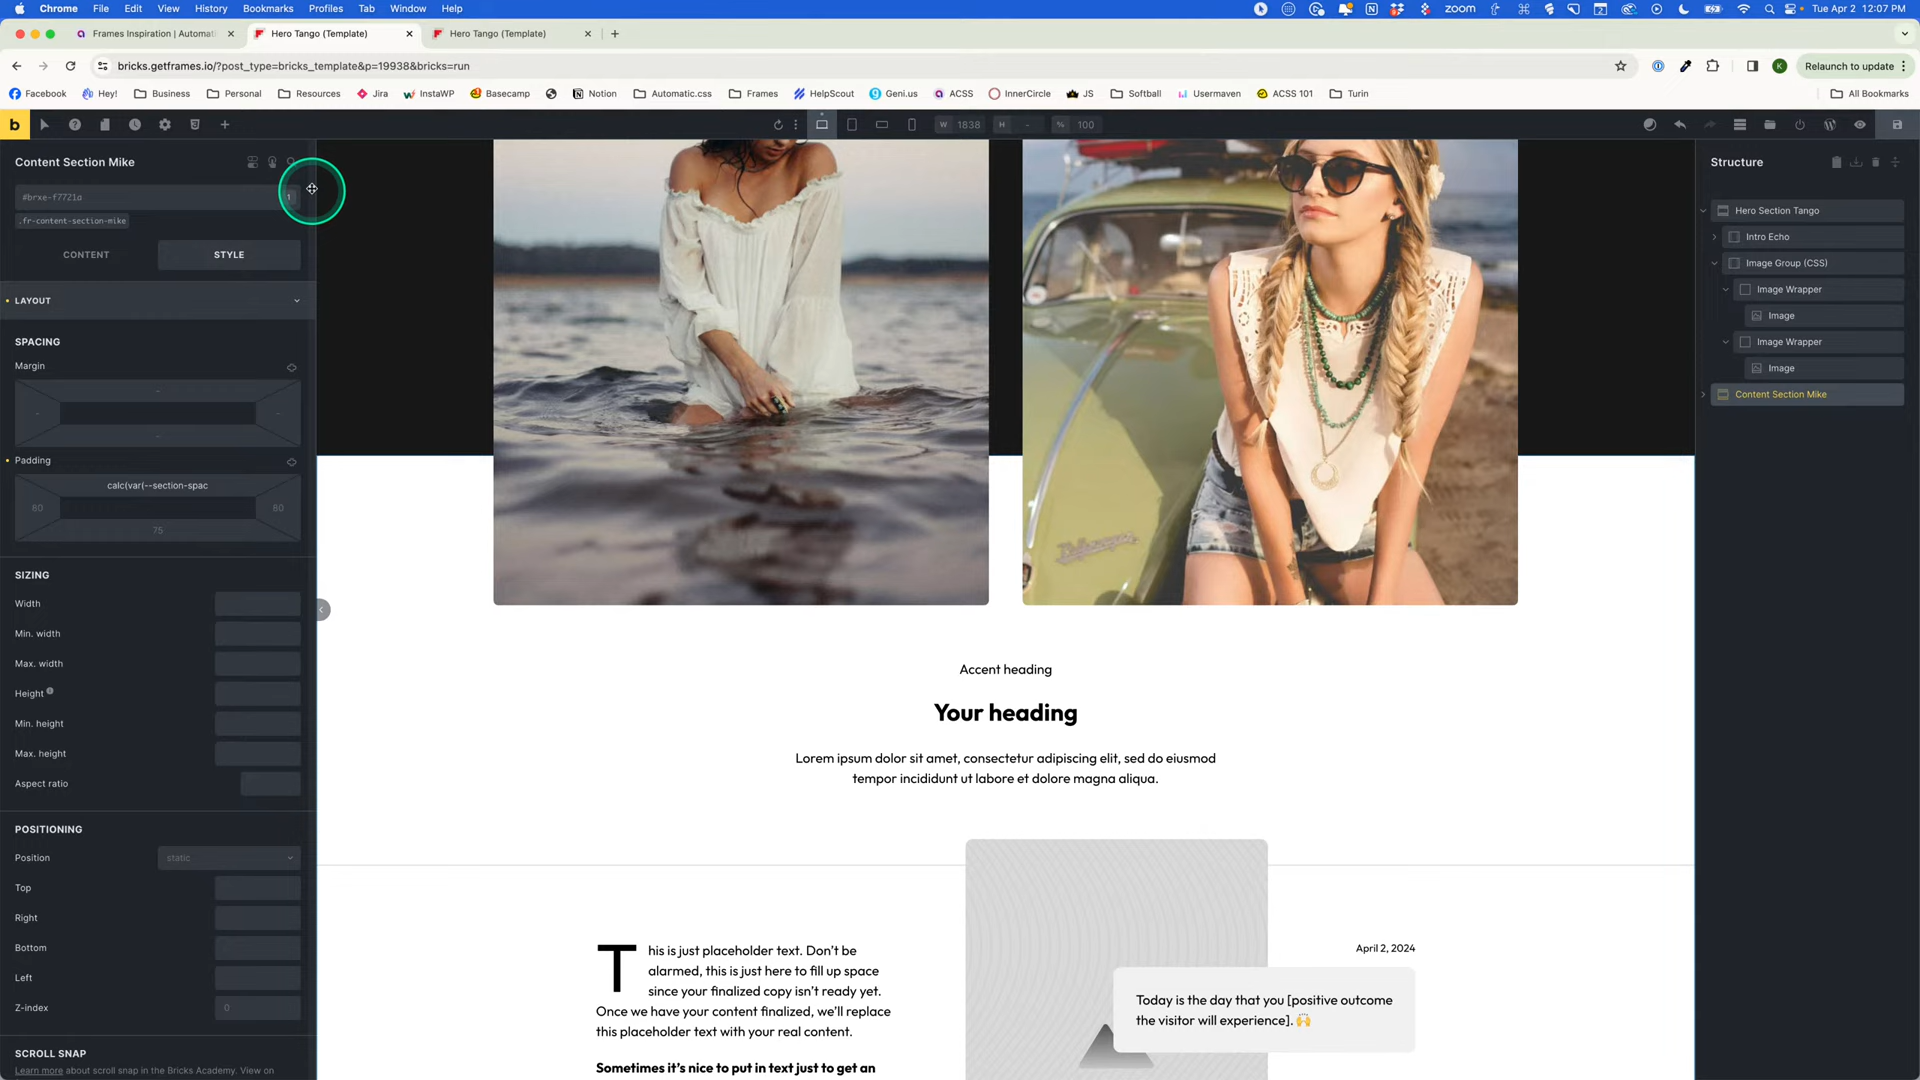 Chrome File Edit View History Bookmarks Profiles Tab Window Help
zoom Tue Apr 2 12:07 PM
Frames Inspiration | Automati
Hero Tango (Template)
Hero Tango (Template)
bricks.getframes.io/?post_type=bricks_template&p=19938&bricks=run
Relaunch to update
Facebook Hey! Business Personal Resources Jira InstaWP Basecamp Notion Automatic.css Frames HelpScout Geni.us ACSS InnerCircle JS Softball Usermaven ACSS 101 Turin All Bookmarks
b
W 1838 H - % 100
Content Section Mike
#brxe-f7721a 1
.fr-content-section-mike
CONTENT STYLE
LAYOUT
SPACING
Margin
Padding
calc(var(--section-spac
60 60
75
SIZING
Width
Min. width
Max. width
Height
Min. height
Max. height
Aspect ratio
POSITIONING
Position static
Top
Right
Bottom
Left
Z-index 0
SCROLL SNAP
Learn more about scroll snap in the Bricks Academy. View on
Volkswagen
Accent heading
Your heading
Lorem ipsum dolor sit amet, consectetur adipiscing elit, sed do eiusmod
tempor incididunt ut labore et dolore magna aliqua.
This is just placeholder text. Don't be
alarmed, this is just here to fill up space
since your finalized copy isn't ready yet.
Once we have your content finalized, we'll replace
this placeholder text with your real content.
Sometimes it's nice to put in text just to get an
April 2, 2024
Today is the day that you [positive outcome
the visitor will experience]. 🙌
Structure
Hero Section Tango
Intro Echo
Image Group (CSS)
Image Wrapper
Image
Image Wrapper
Image
Content Section Mike